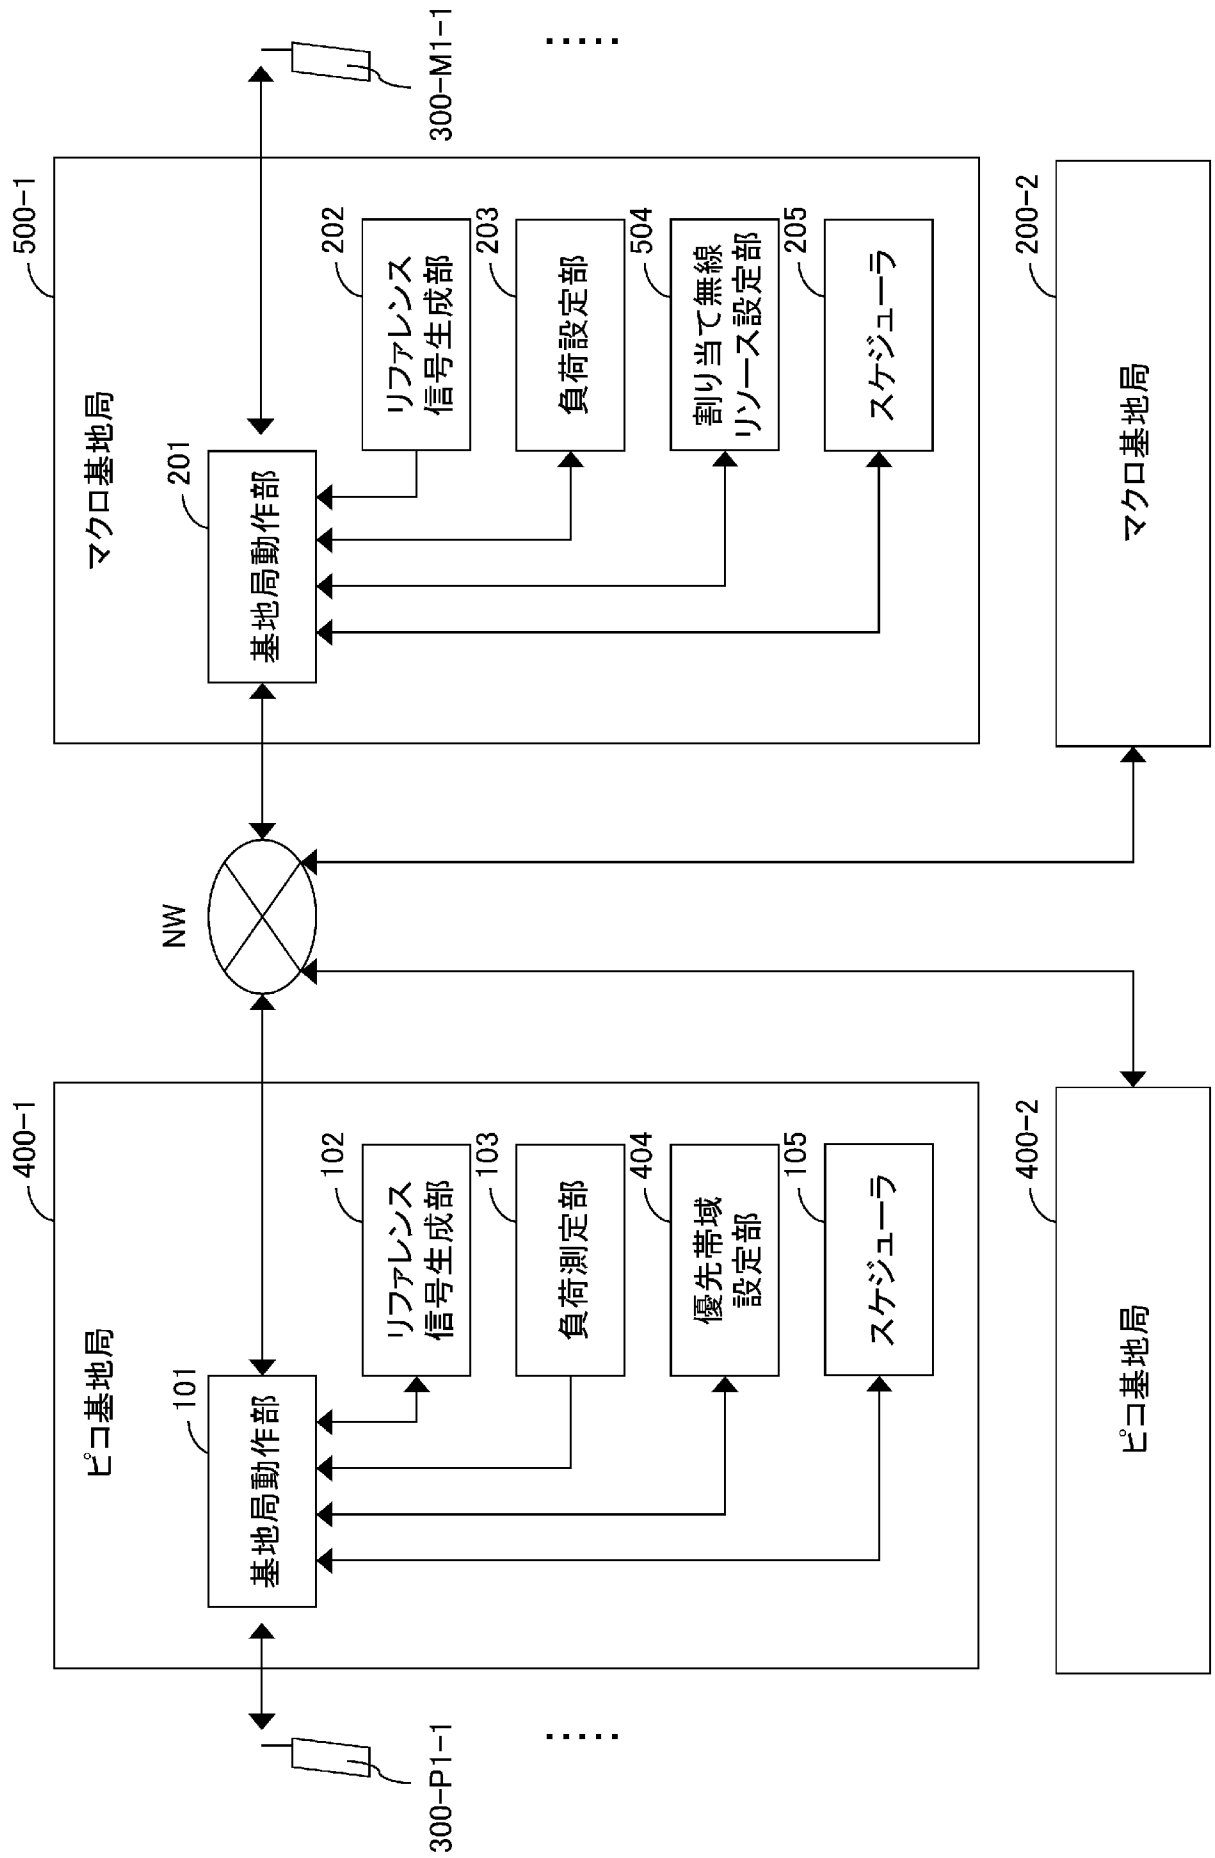 400-1
ピコ基地局
101
基地局動作部
102
リファレンス
信号生成部
103
負荷測定部
404
優先帯域
設定部
105
スケジューラ
300-P1-1
.....
400-2
ピコ基地局
NW
500-1
マクロ基地局
201
基地局動作部
202
リファレンス
信号生成部
203
負荷設定部
504
割り当て無線
リソース設定部
205
スケジューラ
300-M1-1
.....
200-2
マクロ基地局